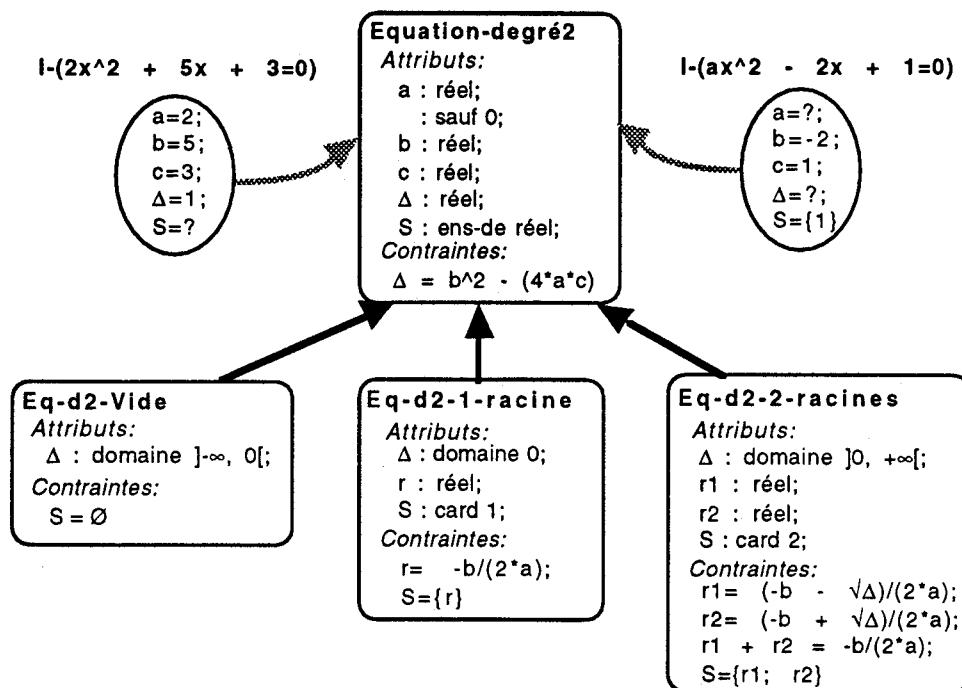 Equation-degré2
Attributs:
a : réel;
: sauf 0;
b : réel;
c : réel;
Δ : réel;
S : ens-de réel;
Contraintes:
Δ = b^2 - (4*a*c)
I-(2x^2 + 5x + 3=0)
a=2;
b=5;
c=3;
Δ=1;
S=?
I-(ax^2 - 2x + 1=0)
a=?;
b=-2;
c=1;
Δ=?;
S={1}
Eq-d2-Vide
Attributs:
Δ : domaine ]-∞, 0[;
Contraintes:
S = Ø
Eq-d2-1-racine
Attributs:
Δ : domaine 0;
r : réel;
S : card 1;
Contraintes:
r= -b/(2*a);
S={r}
Eq-d2-2-racines
Attributs:
Δ : domaine ]0, +∞[;
r1 : réel;
r2 : réel;
S : card 2;
Contraintes:
r1= (-b - √Δ)/(2*a);
r2= (-b + √Δ)/(2*a);
r1 + r2 = -b/(2*a);
S={r1; r2}